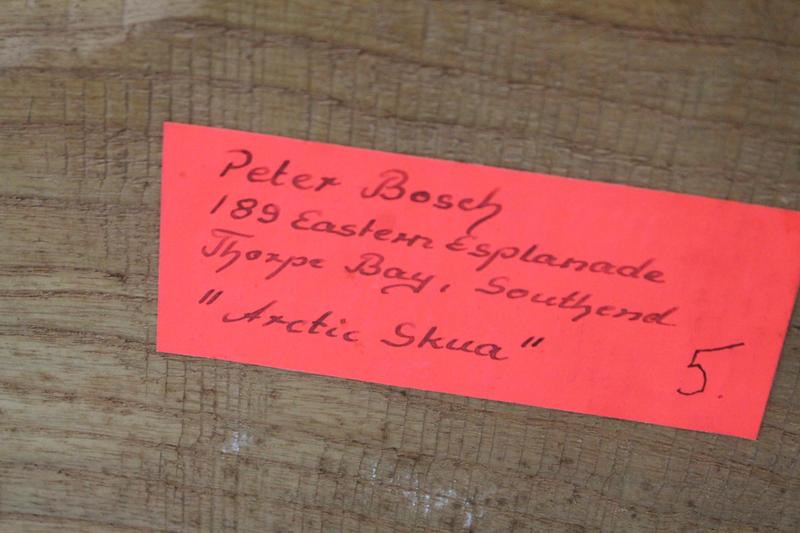 Peter Bosch
189 Eastern Esplanade
Thorpe Bay, Southend
"Arctic Skua"
5.